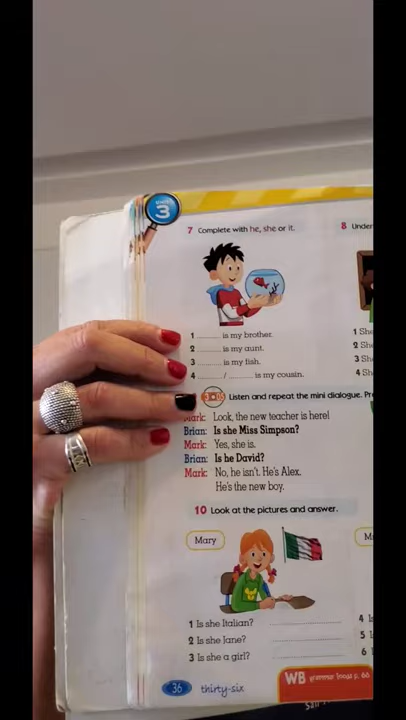 UNIT 3
7 Complete with he, she or it.
8 Under
1 ........ is my brother.
2 ........ is my aunt.
3 ........ is my fish.
4 ........ / ........ is my cousin.
1 She
2 She
3 She
4 She
Listen and repeat the mini dialogue.
Mark: Look, the new teacher is here!
Brian: Is she Miss Simpson?
Mark: Yes, she is.
Brian: Is he David?
Mark: No, he isn't. He's Alex.
He's the new boy.
10 Look at the pictures and answer.
Mary
1 Is she Italian?
2 Is she Jane?
3 Is she a girl?
4 Is
5 I
6 I
36 thirty-six
WB grammar
p. 66